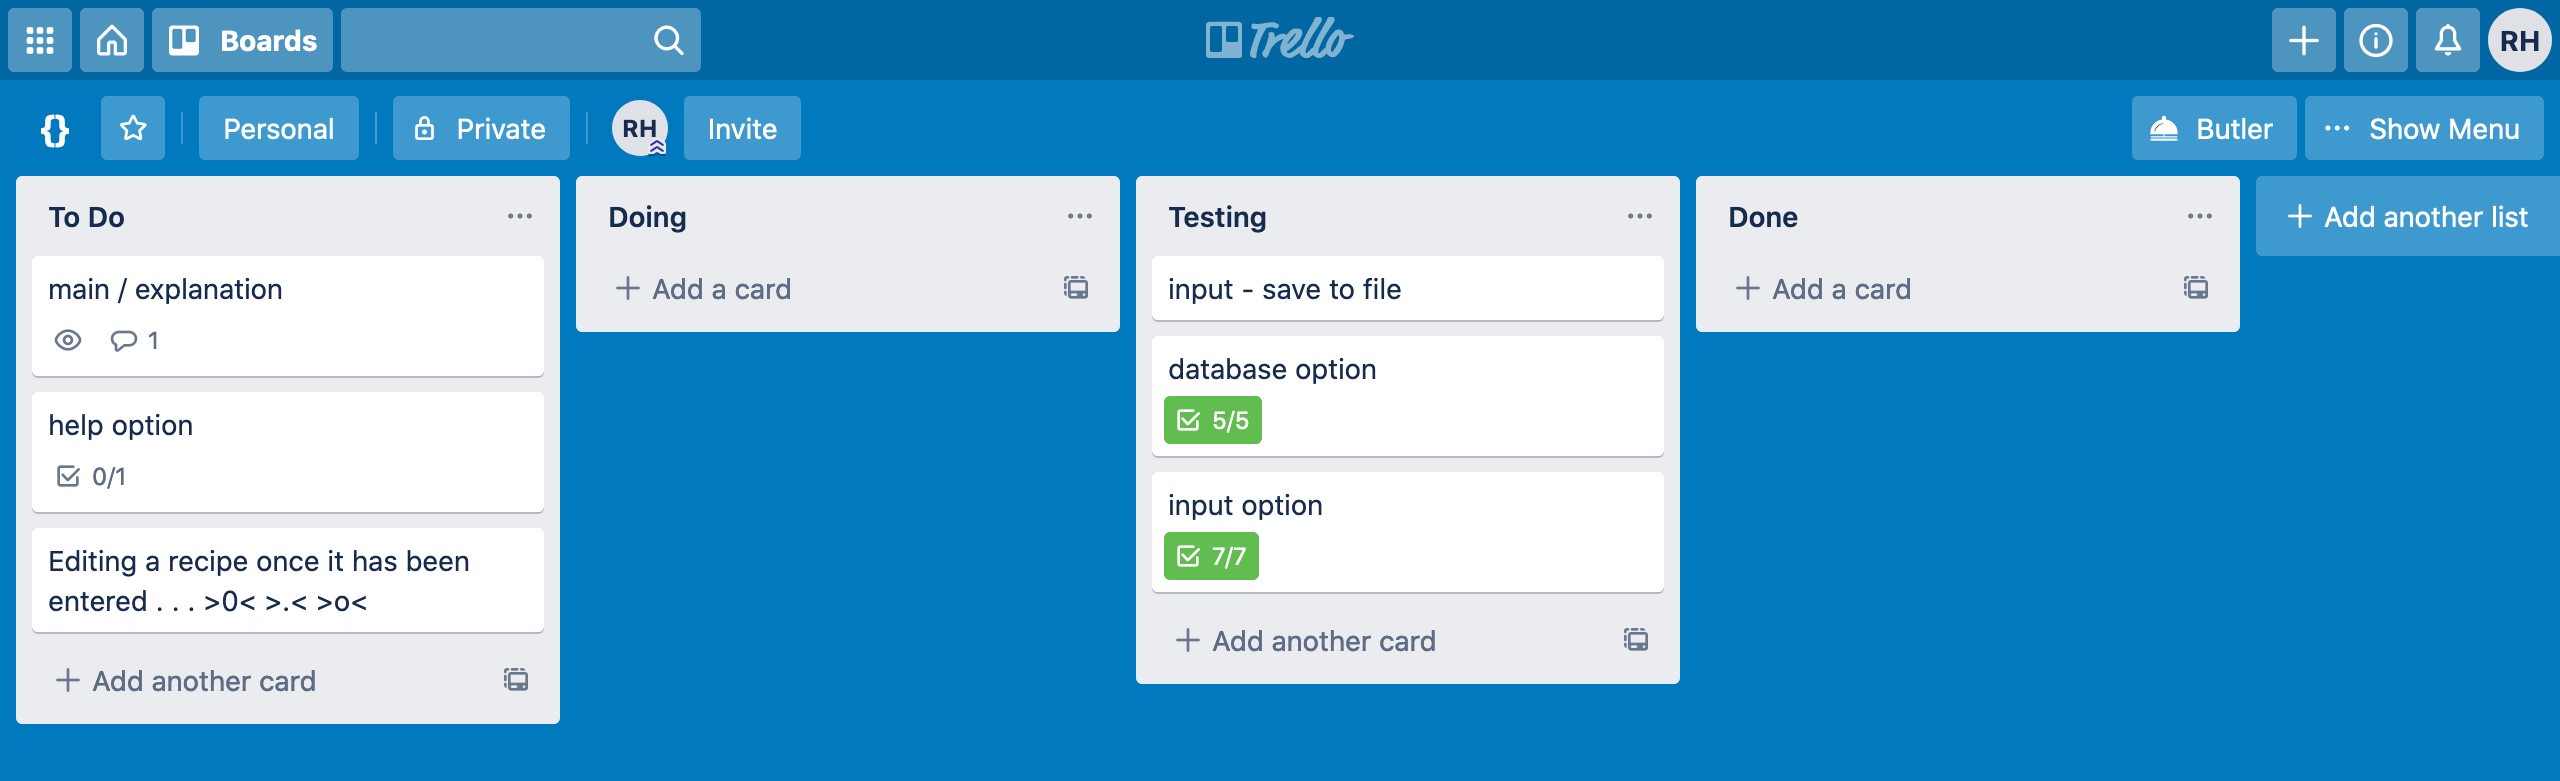 Boards
Trello
RH
{}
Personal
Private
RH
Invite
Butler
Show Menu
To Do
main / explanation
1
help option
0/1
Editing a recipe once it has been
entered . . . >0< >.< >o<
Add another card
Doing
Add a card
Testing
input - save to file
database option
5/5
input option
7/7
Add another card
Done
Add a card
Add another list